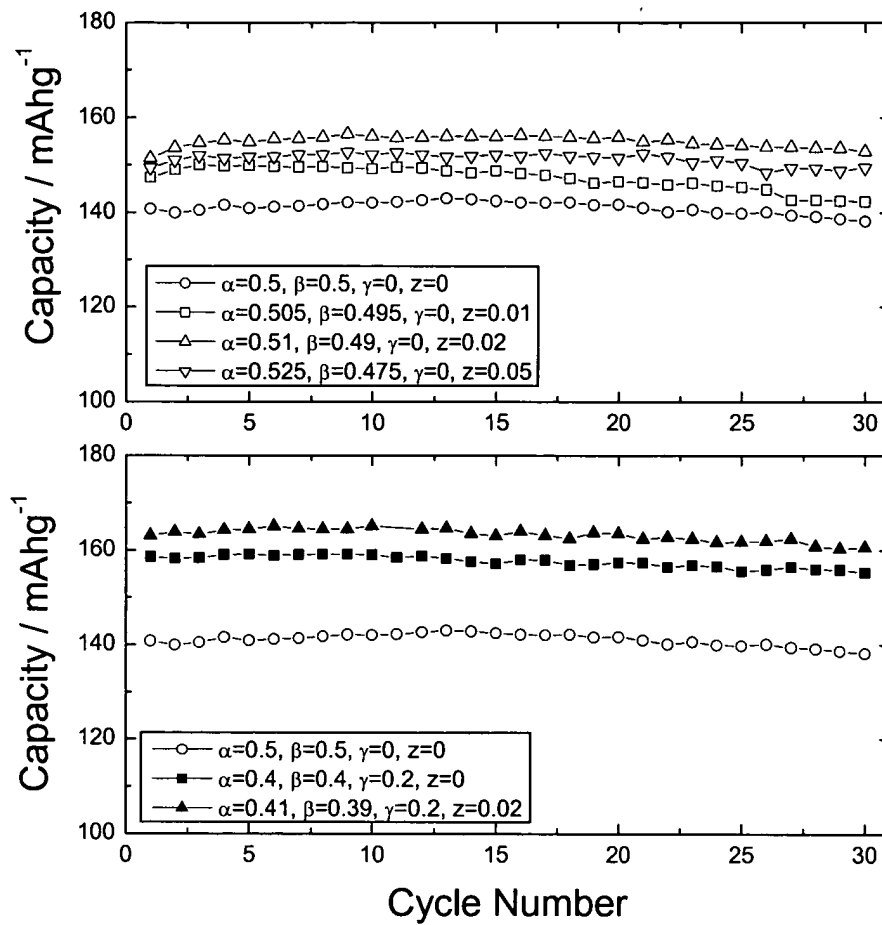 180
160
140
120
100
Capacity / mAhg⁻¹
α=0.5, β=0.5, γ=0, z=0
α=0.505, β=0.495, γ=0, z=0.01
α=0.51, β=0.49, γ=0, z=0.02
α=0.525, β=0.475, γ=0, z=0.05
0 5 10 15 20 25 30
180
160
140
120
100
Capacity / mAhg⁻¹
α=0.5, β=0.5, γ=0, z=0
α=0.4, β=0.4, γ=0.2, z=0
α=0.41, β=0.39, γ=0.2, z=0.02
0 5 10 15 20 25 30
Cycle Number